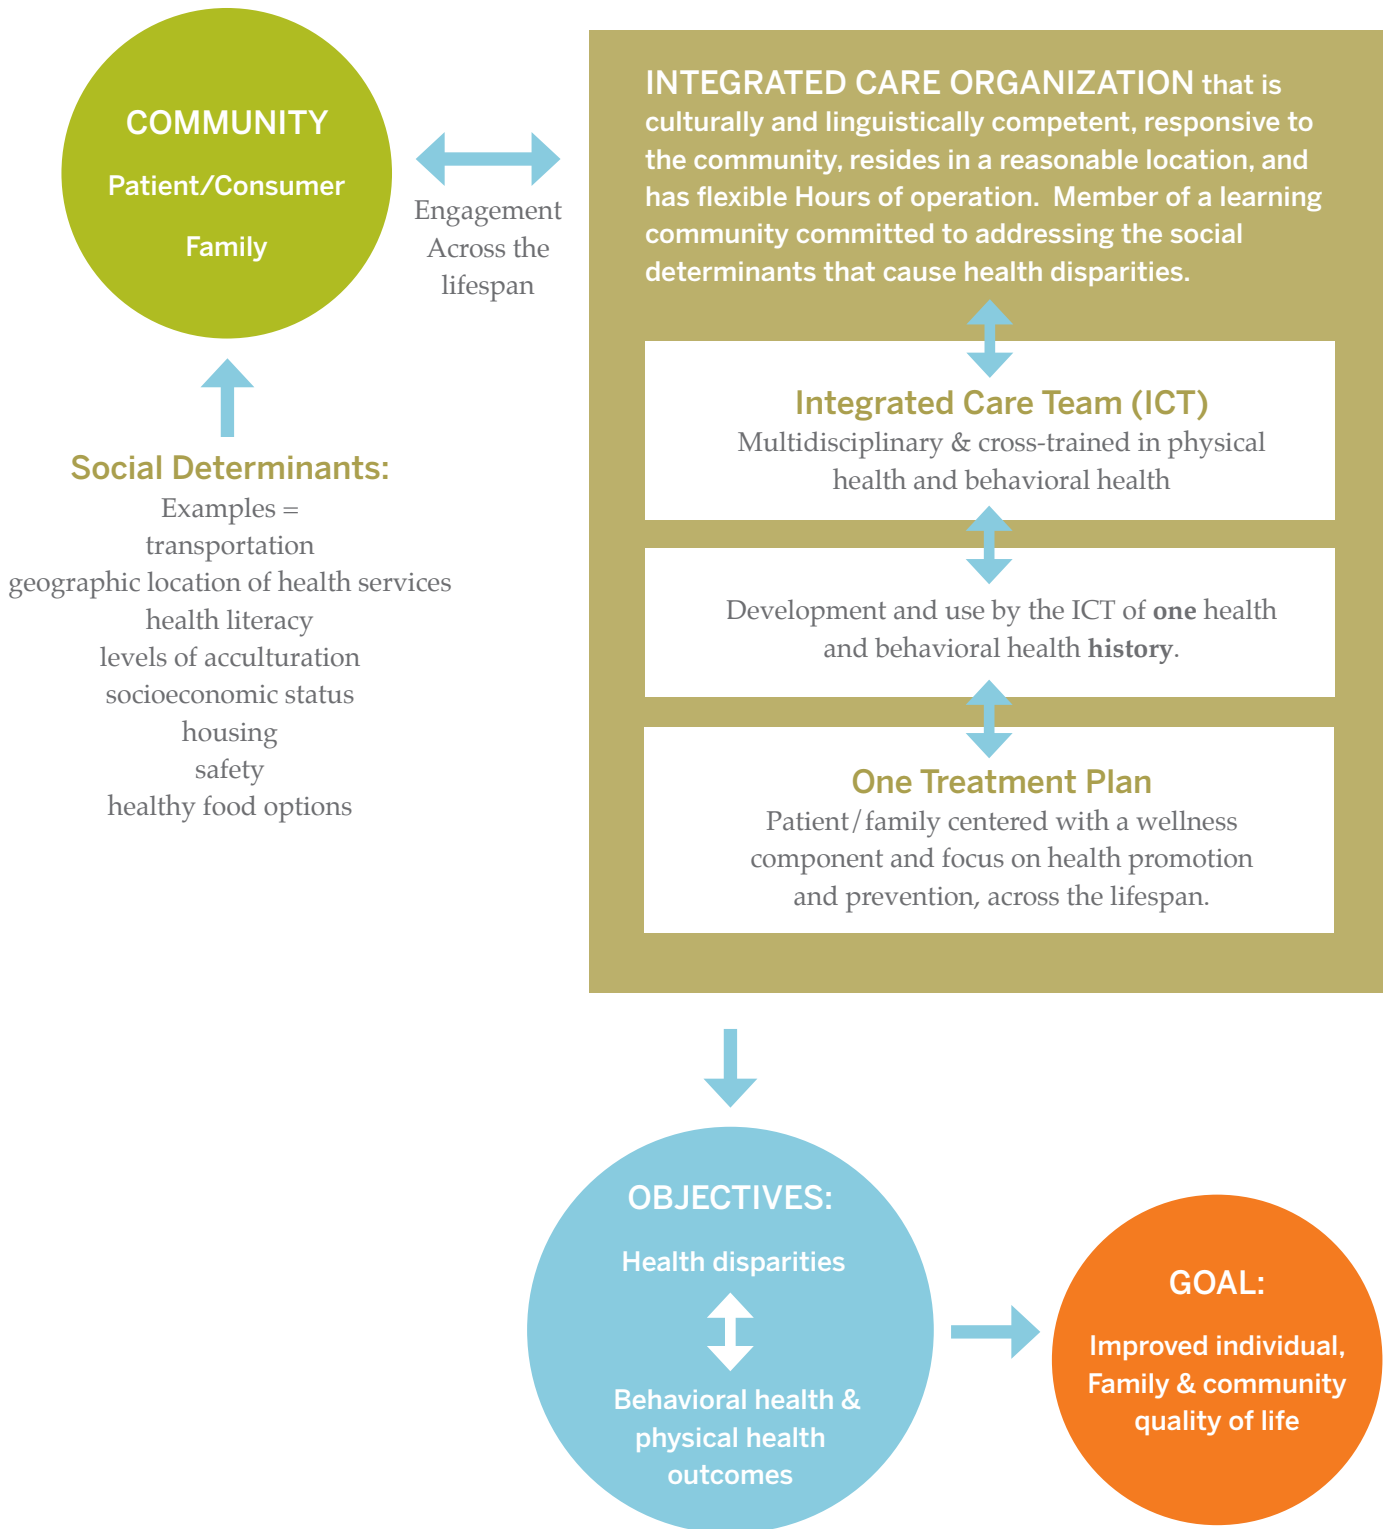 COMMUNITY
Patient/Consumer
Family
Engagement
Across the
lifespan
Social Determinants:
Examples =
transportation
geographic location of health services
health literacy
levels of acculturation
socioeconomic status
housing
safety
healthy food options
INTEGRATED CARE ORGANIZATION that is
culturally and linguistically competent, responsive to
the community, resides in a reasonable location, and
has flexible Hours of operation.  Member of a learning
community committed to addressing the social
determinants that cause health disparities.
Integrated Care Team (ICT)
Multidisciplinary & cross-trained in physical
health and behavioral health
Development and use by the ICT of one health
and behavioral health history.
One Treatment Plan
Patient/family centered with a wellness
component and focus on health promotion
and prevention, across the lifespan.
OBJECTIVES:
Health disparities
Behavioral health &
physical health
outcomes
GOAL:
Improved individual,
Family & community
quality of life